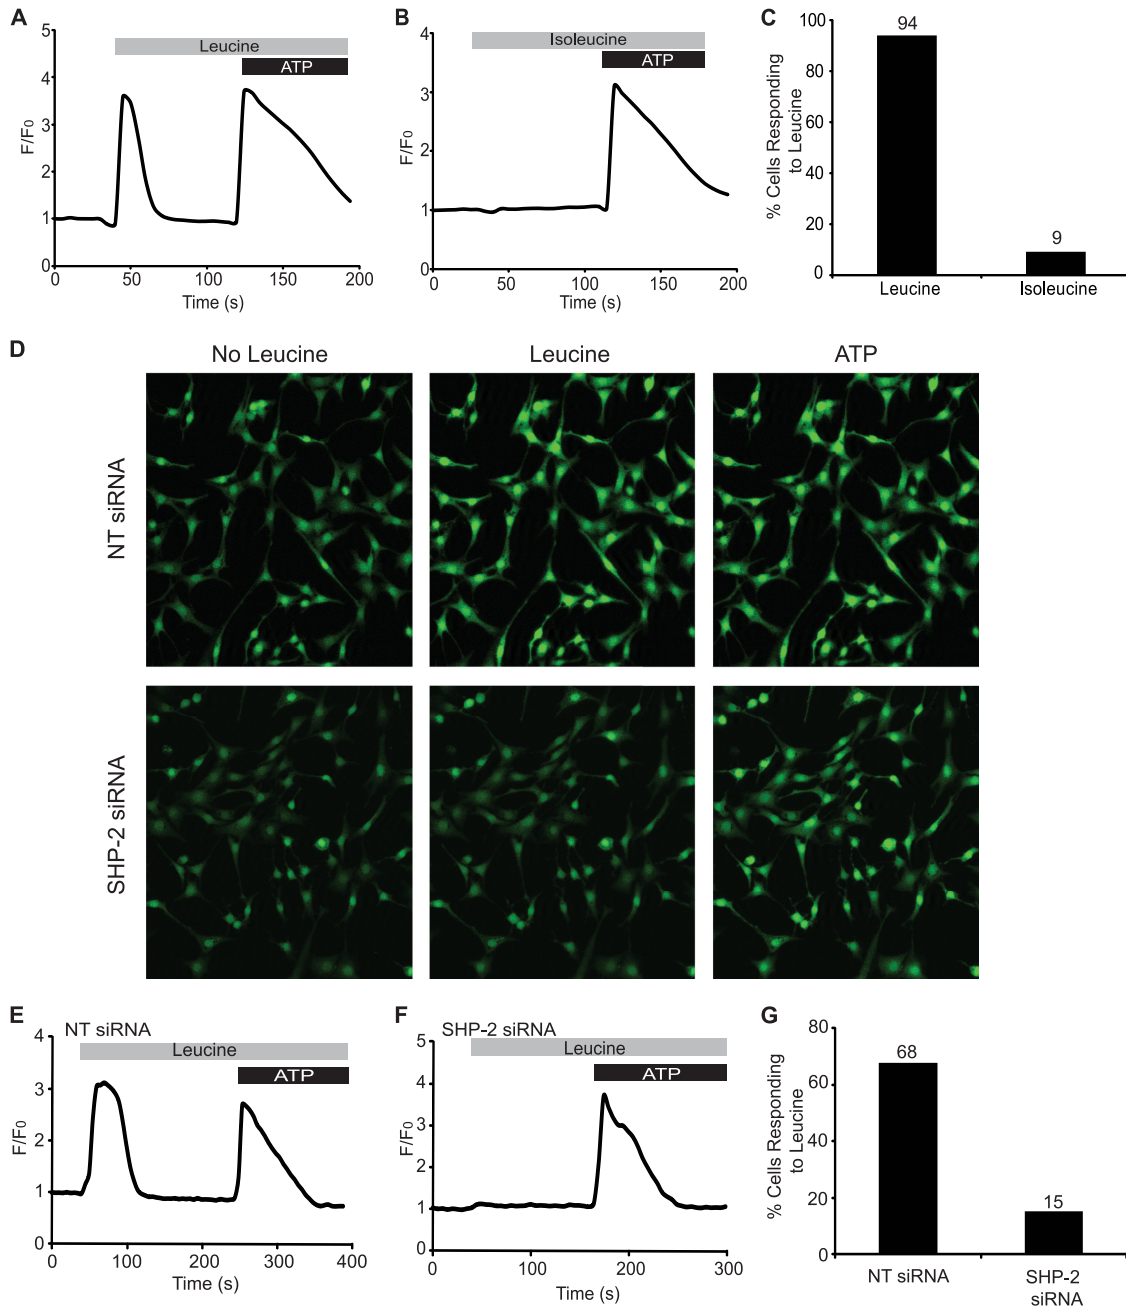 A
5
4
3
2
1
0
F/F0
Leucine
ATP
0 50 100 150 200
Time (s)
B
4
3
2
1
0
F/F0
Isoleucine
ATP
0 50 100 150 200
Time (s)
C
100
80
60
40
20
0
% Cells Responding
to Leucine
94
9
Leucine Isoleucine
D
No Leucine Leucine ATP
NT siRNA
SHP-2 siRNA
E
NT siRNA
4
3
2
1
0
F/F0
Leucine
ATP
0 100 200 300 400
Time (s)
F
SHP-2 siRNA
5
4
3
2
1
0
F/F0
Leucine
ATP
0 100 200 300
Time (s)
G
80
60
40
20
0
% Cells Responding
to Leucine
68
15
NT siRNA SHP-2
siRNA